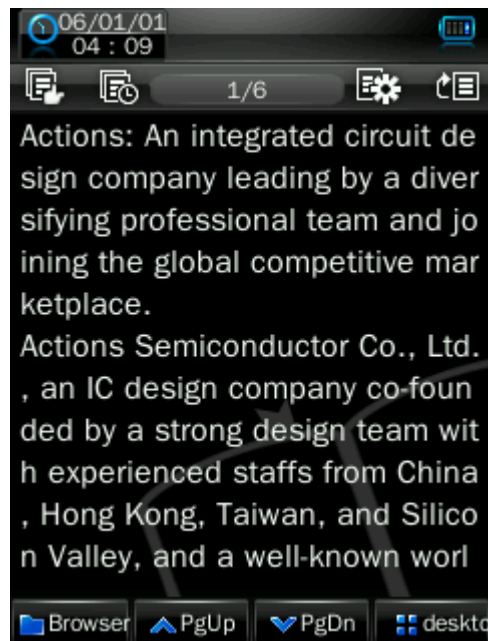 06/01/01
04 : 09
1/6
Actions: An integrated circuit de
sign company leading by a diver
sifying professional team and jo
ining the global competitive mar
ketplace.
Actions Semiconductor Co., Ltd.
, an IC design company co-foun
ded by a strong design team wit
h experienced staffs from China
, Hong Kong, Taiwan, and Silico
n Valley, and a well-known worl
Browser PgUp PgDn deskto